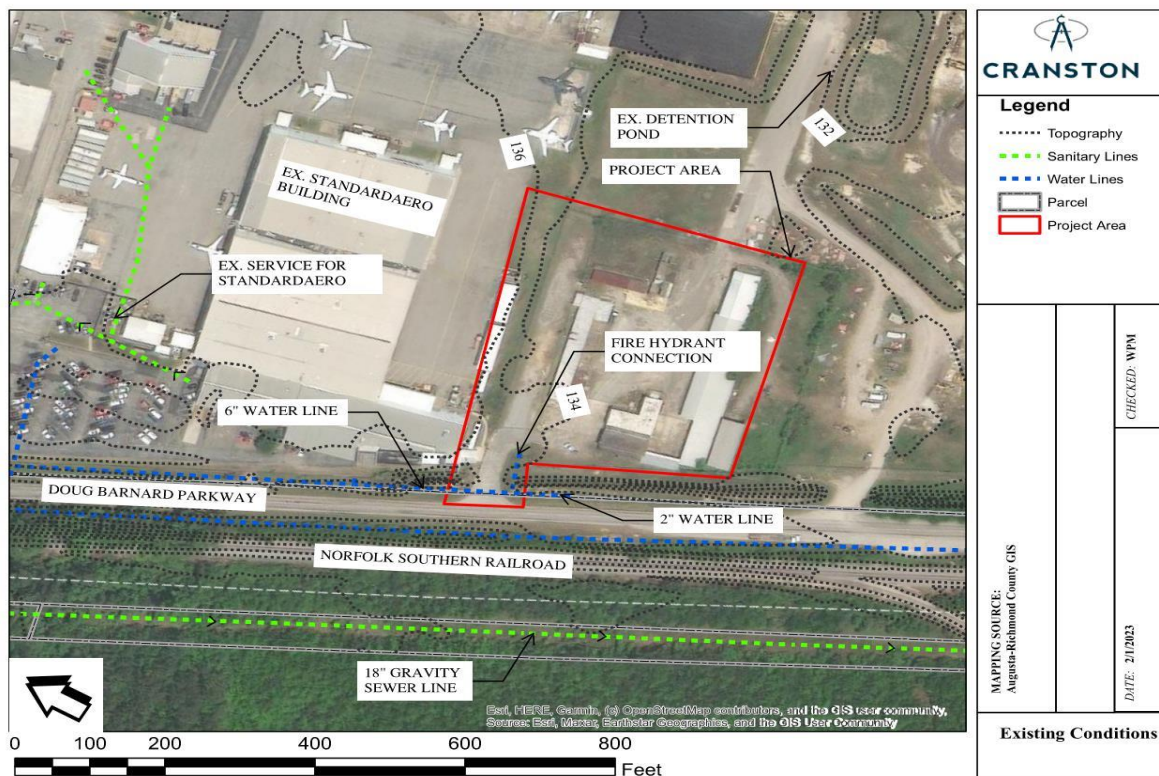 EX. DETENTION
POND
132
136
PROJECT AREA
EX. STANDARDAERO
BUILDING
EX. SERVICE FOR
STANDARDAERO
FIRE HYDRANT
CONNECTION
134
6" WATER LINE
DOUG BARNARD PARKWAY
2" WATER LINE
NORFOLK SOUTHERN RAILROAD
18" GRAVITY
SEWER LINE
Esri, HERE, Garmin, (c) OpenStreetMap contributors, and the GIS user community,
Source: Esri, Maxar, Earthstar Geographics, and the GIS User Community
0 100 200 400 600 800
Feet
CRANSTON
Legend
Topography
Sanitary Lines
Water Lines
Parcel
Project Area
MAPPING SOURCE:
Augusta-Richmond County GIS
CHECKED: WPM
DATE: 2/1/2023
Existing Conditions